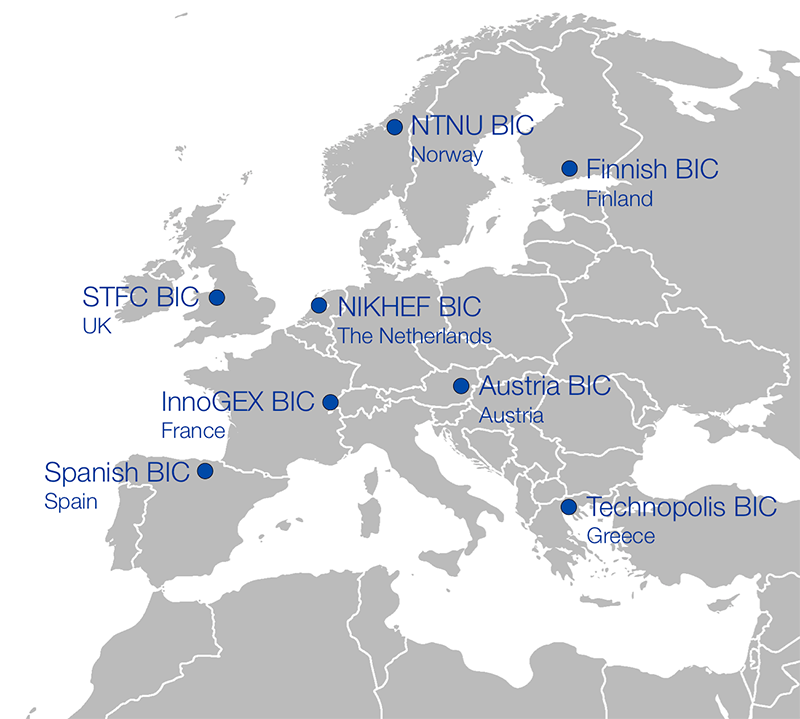 NTNU BIC
Norway
Finnish BIC
Finland
STFC BIC
UK
NIKHEF BIC
The Netherlands
Austria BIC
Austria
InnoGEX BIC
France
Spanish BIC
Spain
Technopolis BIC
Greece